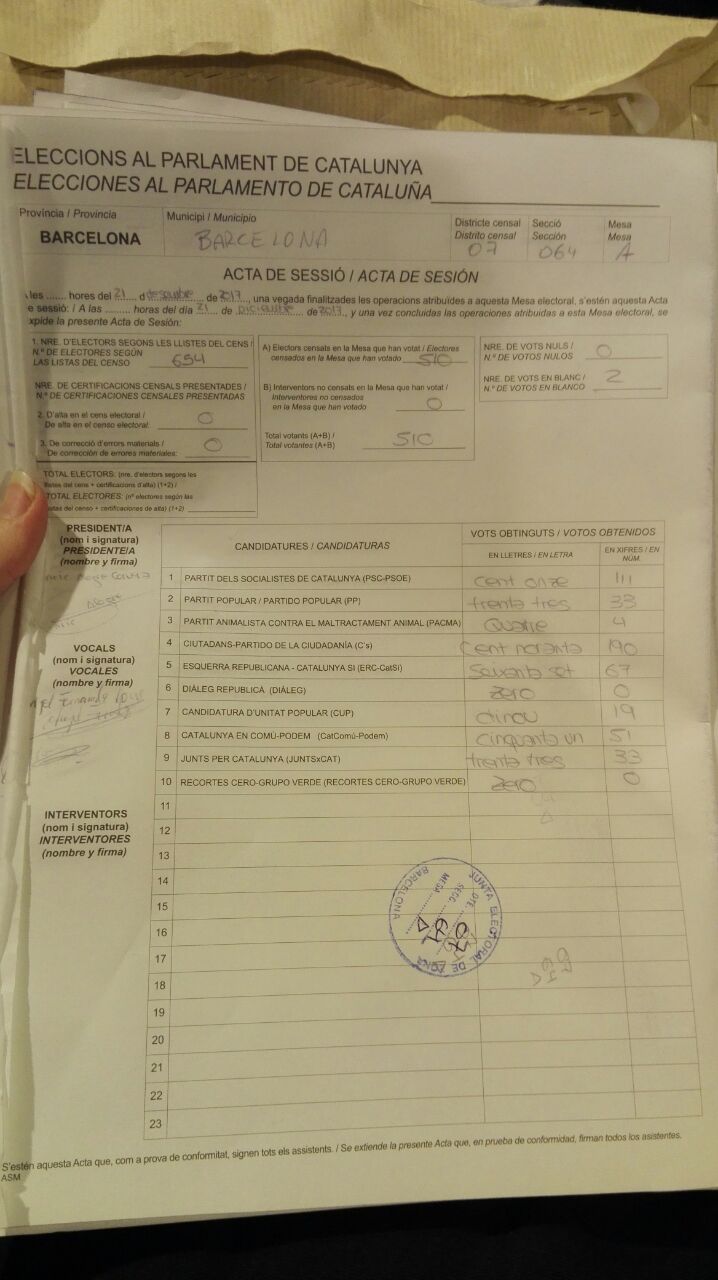 ELECCIONS AL PARLAMENT DE CATALUNYA
ELECCIONES AL PARLAMENTO DE CATALUÑA
Província / Provincia
BARCELONA
Municipi / Municipio
BARCELONA
Districte censal
Distrito censal
07
Secció
Sección
064
Mesa
Mesa
A
ACTA DE SESSIÓ / ACTA DE SESIÓN
les ........ hores del 21 d desembre de 2017, una vegada finalitzades les operacions atribuïdes a aquesta Mesa electoral, s'estén aquesta Acta
e sessió: / A las ........ horas del día 21 de diciembre de 2017, y una vez concluidas las operaciones atribuidas a esta Mesa electoral, se
xpide la presente Acta de Sesión:
1. NRE. D'ELECTORS SEGONS LES LLISTES DEL CENS /
N.º DE ELECTORES SEGÚN
LAS LISTAS DEL CENSO 654
NRE. DE CERTIFICACIONS CENSALS PRESENTADES /
N.º DE CERTIFICACIONES CENSALES PRESENTADAS
2. D'alta en el cens electoral /
De alta en el censo electoral: 0
3. De correcció d'errors materials /
De corrección de errores materiales: 0
TOTAL ELECTORS: (nre. d'electors segons les
llistes del cens + certificacions d'alta) (1+2) /
TOTAL ELECTORES: (nº electores según las
listas del censo + certificaciones de alta) (1+2)
A) Electors censats en la Mesa que han votat / Electores
censados en la Mesa que han votado 510
B) Interventors no censats en la Mesa que han votat /
Interventores no censados
en la Mesa que han votado 0
Total votants (A+B) /
Total votantes (A+B) 510
NRE. DE VOTS NULS /
N.º DE VOTOS NULOS 0
NRE. DE VOTS EN BLANC /
N.º DE VOTOS EN BLANCO 2
PRESIDENT/A
(nom i signatura)
PRESIDENTE/A
(nombre y firma)
VOCALS
(nom i signatura)
VOCALES
(nombre y firma)
INTERVENTORS
(nom i signatura)
INTERVENTORES
(nombre y firma)
CANDIDATURES / CANDIDATURAS
VOTS OBTINGUTS / VOTOS OBTENIDOS
EN LLETRES / EN LETRA
EN XIFRES / EN NÚM.
1 PARTIT DELS SOCIALISTES DE CATALUNYA (PSC-PSOE) cent onze 111
2 PARTIT POPULAR / PARTIDO POPULAR (PP) trenta tres 33
3 PARTIT ANIMALISTA CONTRA EL MALTRACTAMENT ANIMAL (PACMA) Quatre 4
4 CIUTADANS-PARTIDO DE LA CIUDADANÍA (C's) cent noranta 190
5 ESQUERRA REPUBLICANA - CATALUNYA SI (ERC-CatSí) set 67
6 DIÀLEG REPUBLICÀ (DIÀLEG) zero 0
7 CANDIDATURA D'UNITAT POPULAR (CUP) dinou 19
8 CATALUNYA EN COMÚ-PODEM (CatComú-Podem) cinquanta un 51
9 JUNTS PER CATALUNYA (JUNTSxCAT) trenta tres 33
10 RECORTES CERO-GRUPO VERDE (RECORTES CERO-GRUPO VERDE) zero 0
11
12
13
14
15
16
17
18
19
20
21
22
23
JUNTA ELECTORAL DE ZONA
BARCELONA
DTE. 07
SECC.
MESA A
S'estén aquesta Acta que, com a prova de conformitat, signen tots els assistents. / Se extiende la presente Acta que, en prueba de conformidad, firman todos los asistentes.
ASM